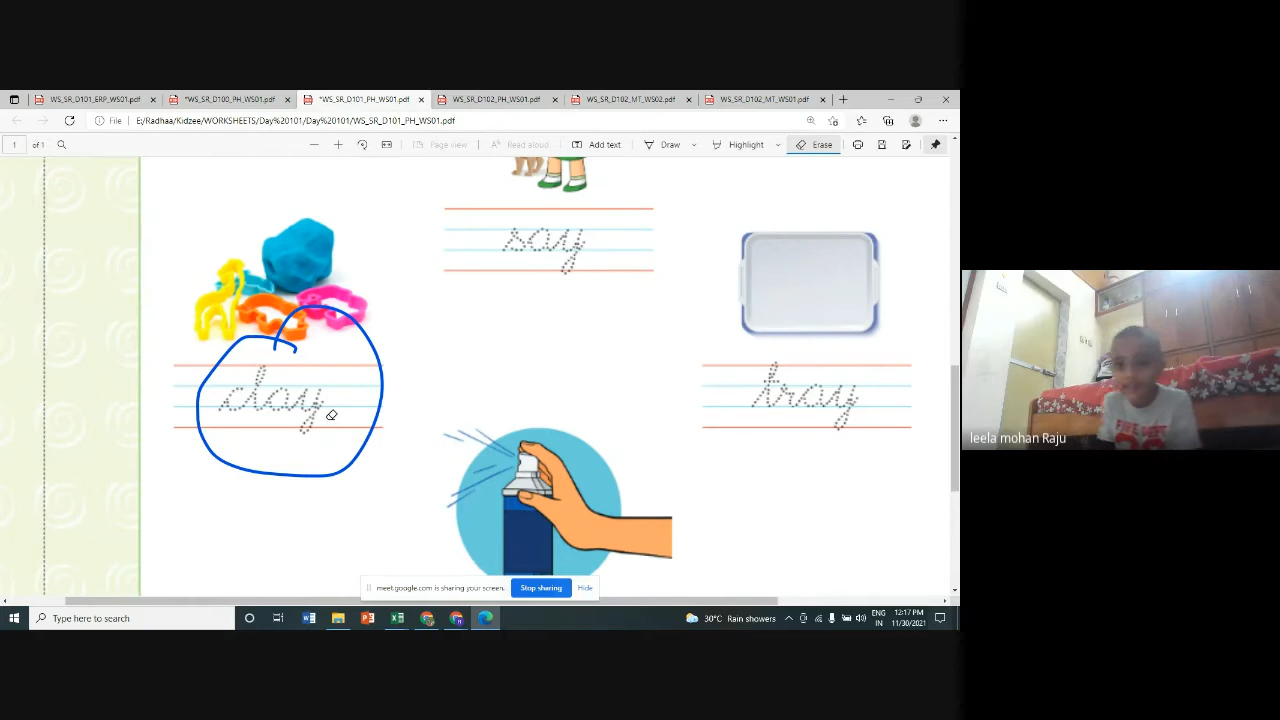 WS_SR_D101_ERP_WS01.pdf
*WS_SR_D100_PH_WS01.pdf
*WS_SR_D101_PH_WS01.pdf
WS_SR_D102_PH_WS01.pdf
WS_SR_D102_MT_WS02.pdf
WS_SR_D102_MT_WS01.pdf
File E:/Radhaa/Kidzee/WORKSHEETS/Day%20101/Day%20101/WS_SR_D101_PH_WS01.pdf
1 of 1
Page view
Read aloud
Add text
Draw
Highlight
Erase
say
clay
tray
leela mohan Raju
meet.google.com is sharing your screen.
Stop sharing
Hide
Type here to search
30°C Rain showers
ENG
IN
12:17 PM
11/30/2021